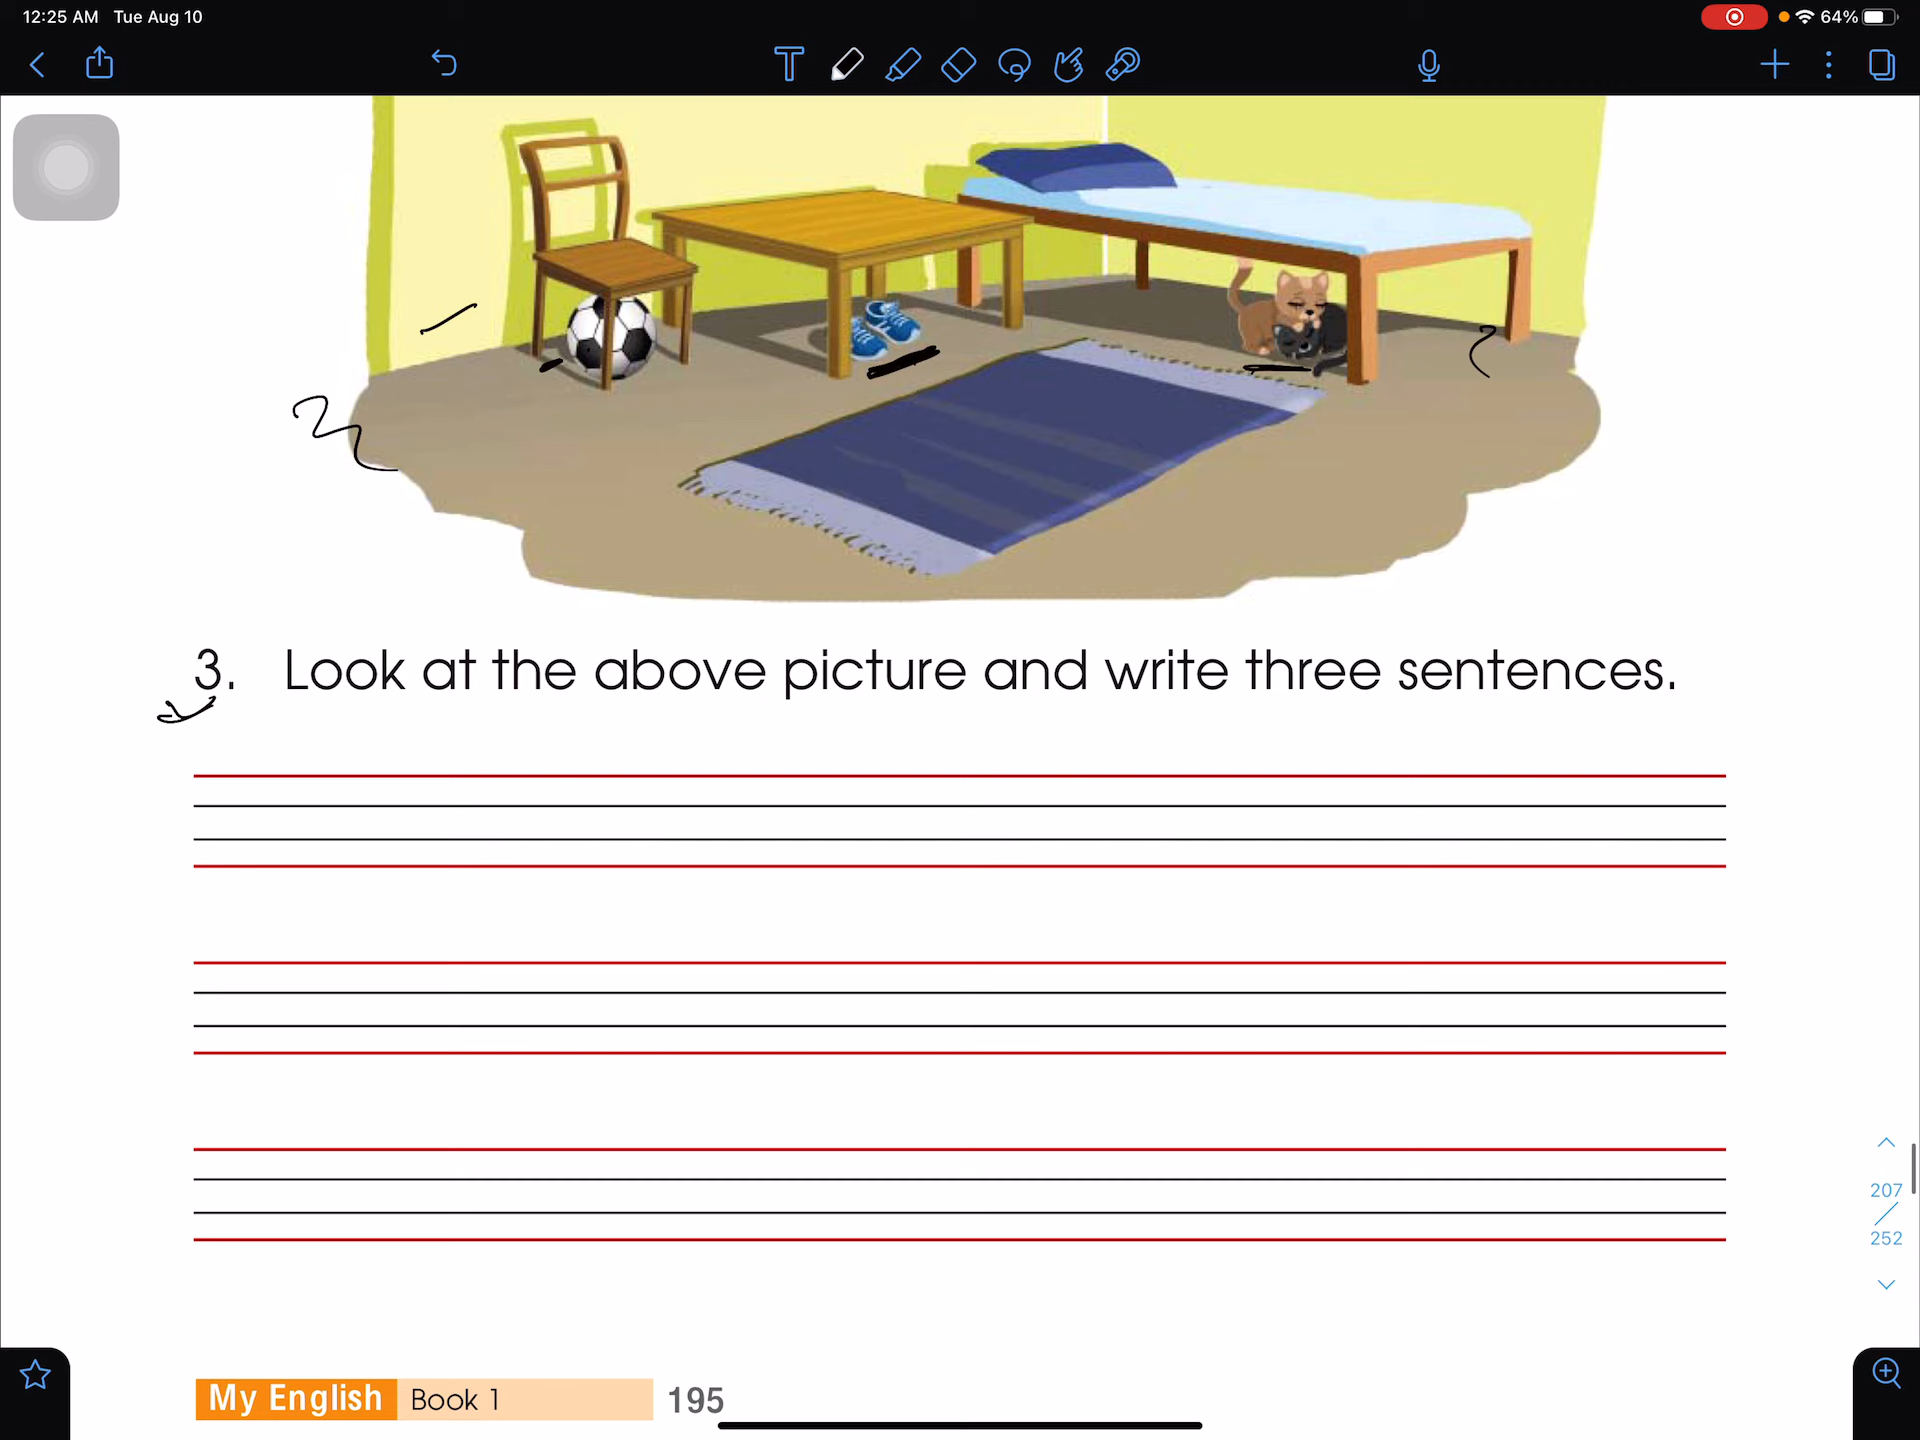 12:25 AM Tue Aug 10
64%
3. Look at the above picture and write three sentences.
207
252
My English Book 1 195